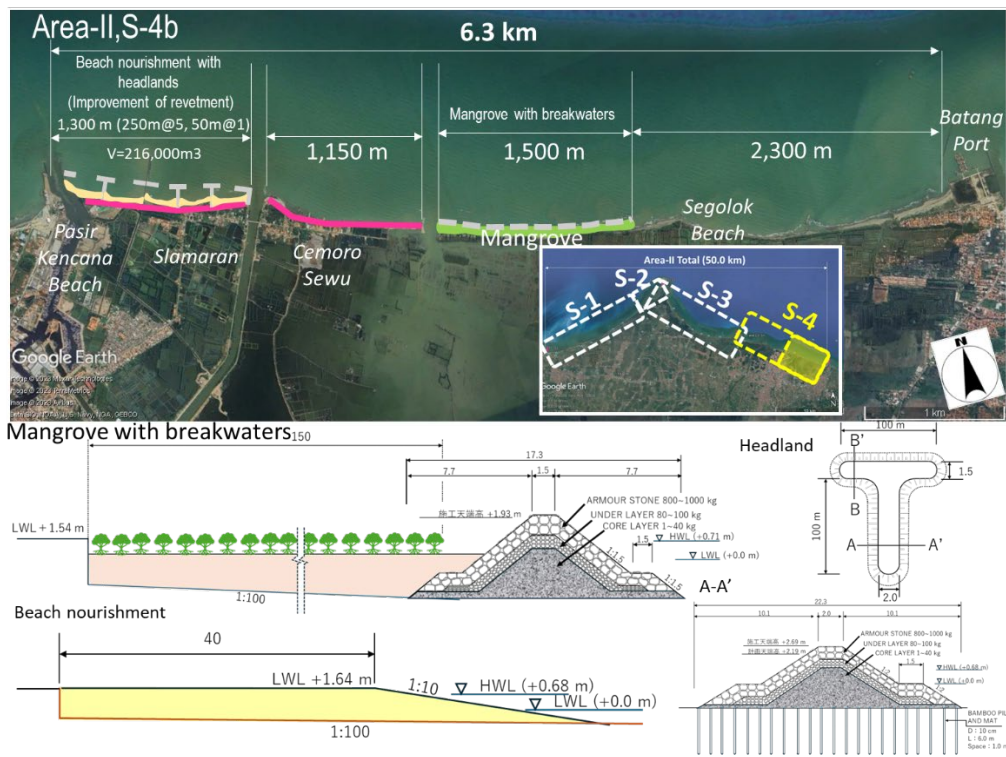 Area-II,S-4b
6.3 km
Beach nourishment with
headlands
(Improvement of revetment)
1,300 m (250m@5, 50m@1)
V=216,000m3
1,150 m
Mangrove with breakwaters
1,500 m
2,300 m
Batang
Port
Pasir
Kencana
Beach
Slamaran
Cemoro
Sewu
Mangrove
Segolok
Beach
Area-II Total (50.0 km)
S-1
S-2
S-3
S-4
Google Earth
N
Google Earth
1 km
Mangrove with breakwaters
150
17.3
7.7
1.5
7.7
ARMOUR STONE 800~1000 kg
UNDER LAYER 80~100 kg
CORE LAYER 1~40 kg
施工天端高 +1.93 m
LWL +1.54 m
1:1.5
1.5
HWL (+0.71 m)
LWL (+0.0 m)
1:1.5
1:100
Headland
100 m
B'
1.5
B
100 m
A
A'
2.0
A-A'
22.3
10.1
2.0
10.1
ARMOUR STONE 800~1000 kg
UNDER LAYER 80~100 kg
CORE LAYER 1~40 kg
施工天端高 +2.69 m
計画天端高 +2.19 m
1.5
HWL (+0.68 m)
LWL (+0.0 m)
BAMBOO PIL
AND MAT
D : 10 cm
L : 6.0 m
Space : 1.0 m
Beach nourishment
40
LWL +1.64 m
1:10
HWL (+0.68 m)
LWL (+0.0 m)
1:100